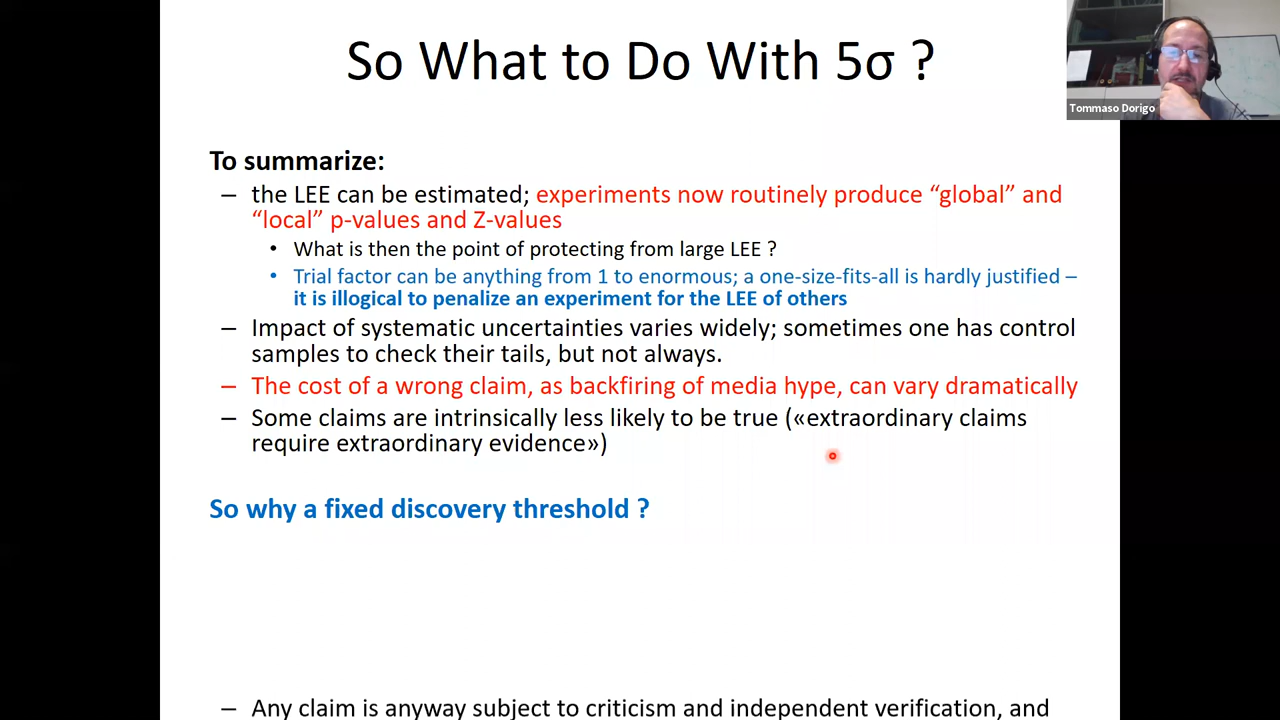 So What to Do With 5σ ?
Tommaso Dorigo
To summarize:
– the LEE can be estimated; experiments now routinely produce “global” and
“local” p-values and Z-values
• What is then the point of protecting from large LEE ?
• Trial factor can be anything from 1 to enormous; a one-size-fits-all is hardly justified –
it is illogical to penalize an experiment for the LEE of others
– Impact of systematic uncertainties varies widely; sometimes one has control
samples to check their tails, but not always.
– The cost of a wrong claim, as backfiring of media hype, can vary dramatically
– Some claims are intrinsically less likely to be true («extraordinary claims
require extraordinary evidence»)
So why a fixed discovery threshold ?
– Any claim is anyway subject to criticism and independent verification, and